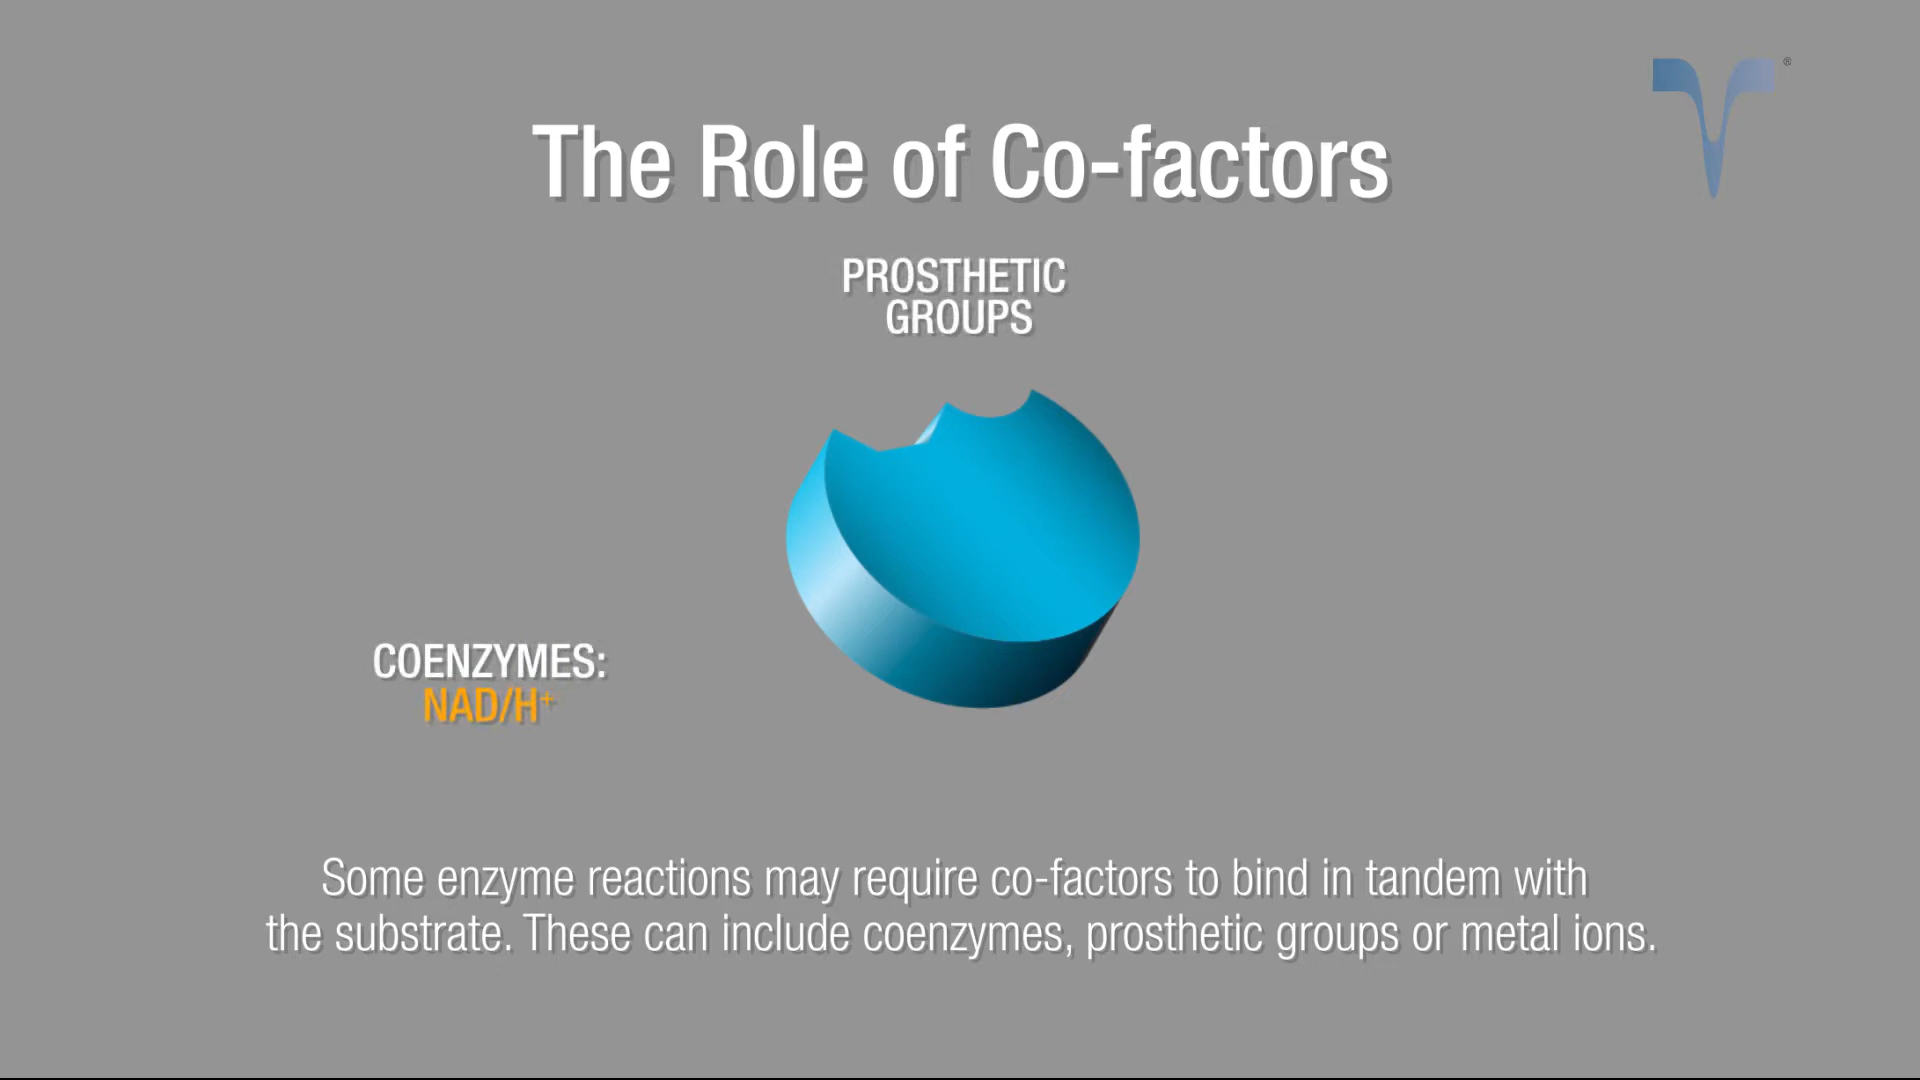 ®
The Role of Co-factors
PROSTHETIC
GROUPS
COENZYMES:
NAD/H⁺
Some enzyme reactions may require co-factors to bind in tandem with
the substrate. These can include coenzymes, prosthetic groups or metal ions.